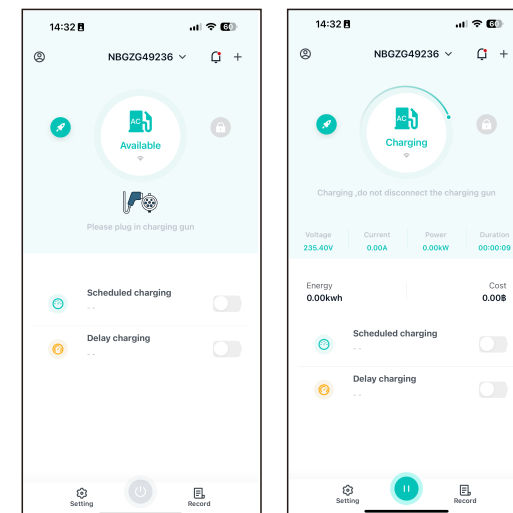 14:32
60
NBGZG49236
AC
Available
Please plug in charging gun
Scheduled charging
--
Delay charging
--
Setting
Record
14:32
60
NBGZG49236
AC
Charging
Charging ,do not disconnect the charging gun
Voltage Current Power Duration
235.40V 0.00A 0.00kW 00:00:09
Energy Cost
0.00kwh 0.00฿
Scheduled charging
--
Delay charging
--
Setting
Record